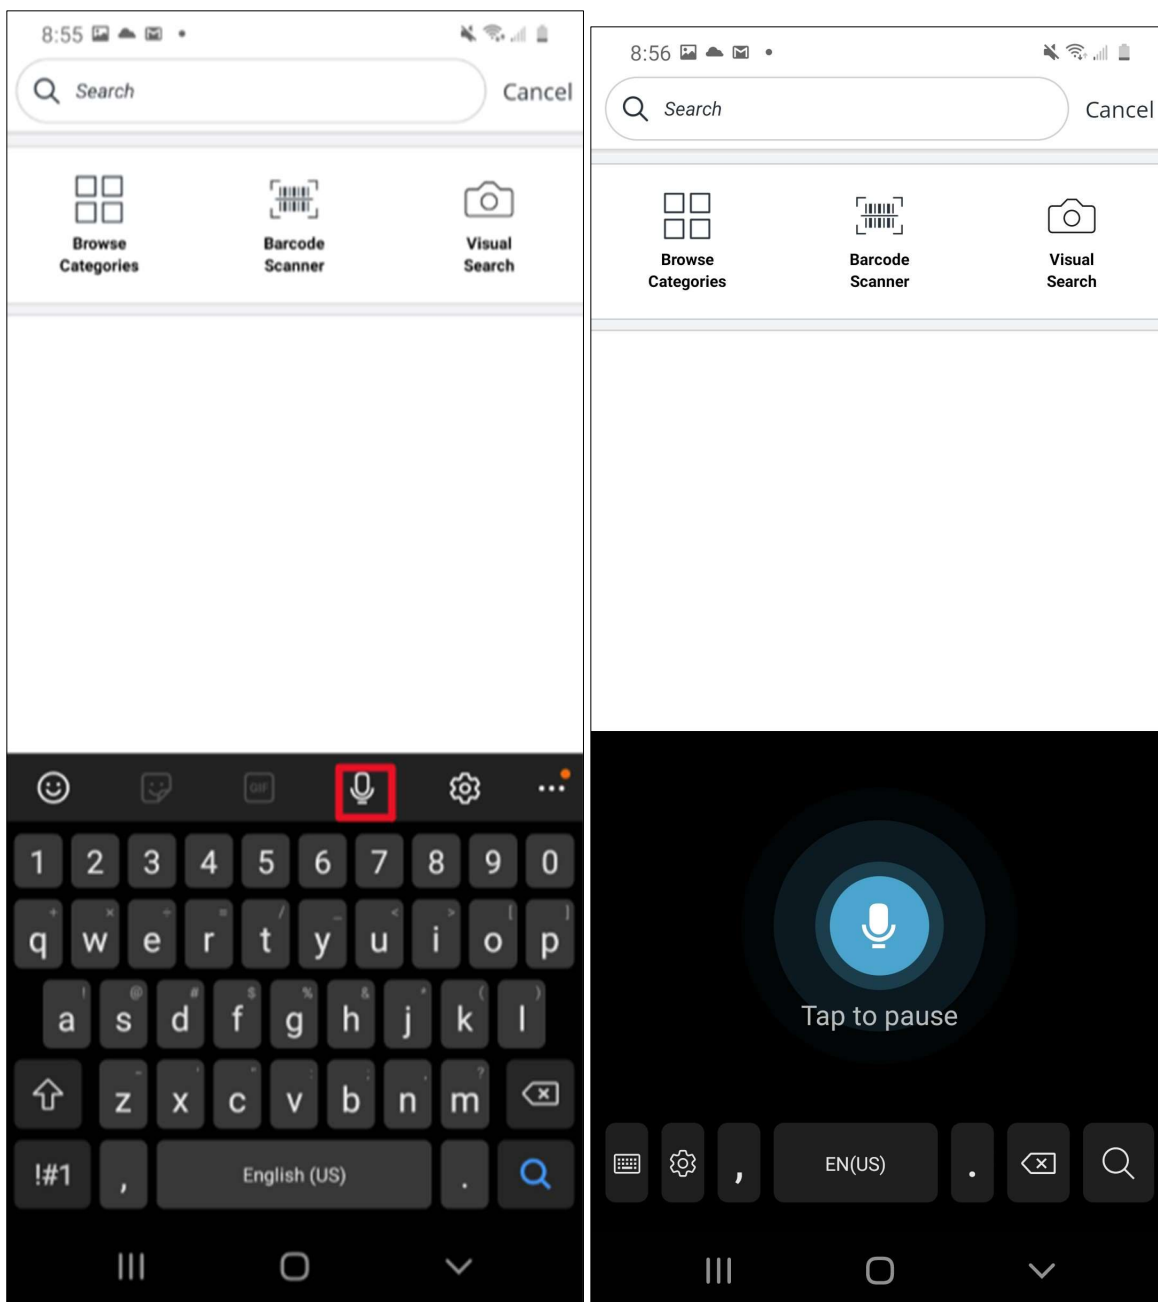 8:55
Search
Cancel
Browse
Categories
Barcode
Scanner
Visual
Search
GIF
1 2 3 4 5 6 7 8 9 0
+ × ÷ = / _ < > [ ]
q w e r t y u i o p
! @ # $ % & * ( )
a s d f g h j k l
- ' " : ; , ?
z x c v b n m
!#1 , English (US) .
8:56
Search
Cancel
Browse
Categories
Barcode
Scanner
Visual
Search
Tap to pause
, EN(US) .